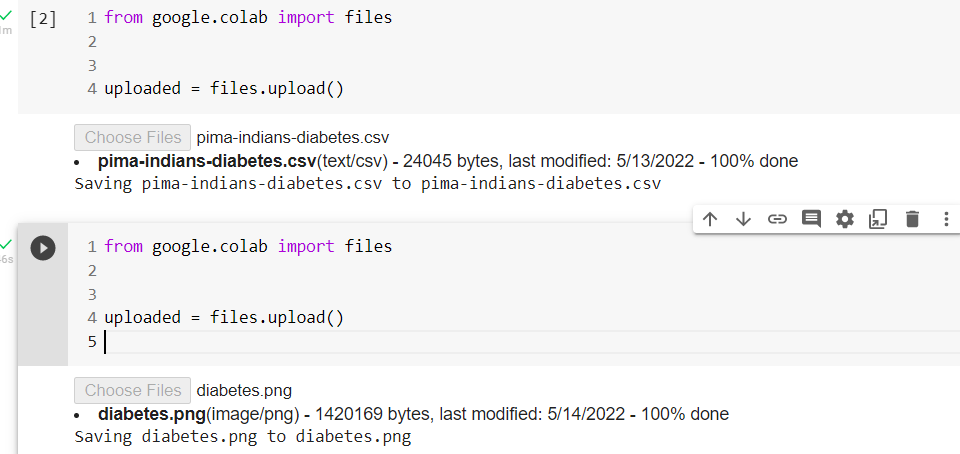 [2]
1 from google.colab import files
2
3
4 uploaded = files.upload()
Choose Files pima-indians-diabetes.csv
• pima-indians-diabetes.csv(text/csv) - 24045 bytes, last modified: 5/13/2022 - 100% done
Saving pima-indians-diabetes.csv to pima-indians-diabetes.csv
1 from google.colab import files
2
3
4 uploaded = files.upload()
5
Choose Files diabetes.png
• diabetes.png(image/png) - 1420169 bytes, last modified: 5/14/2022 - 100% done
Saving diabetes.png to diabetes.png